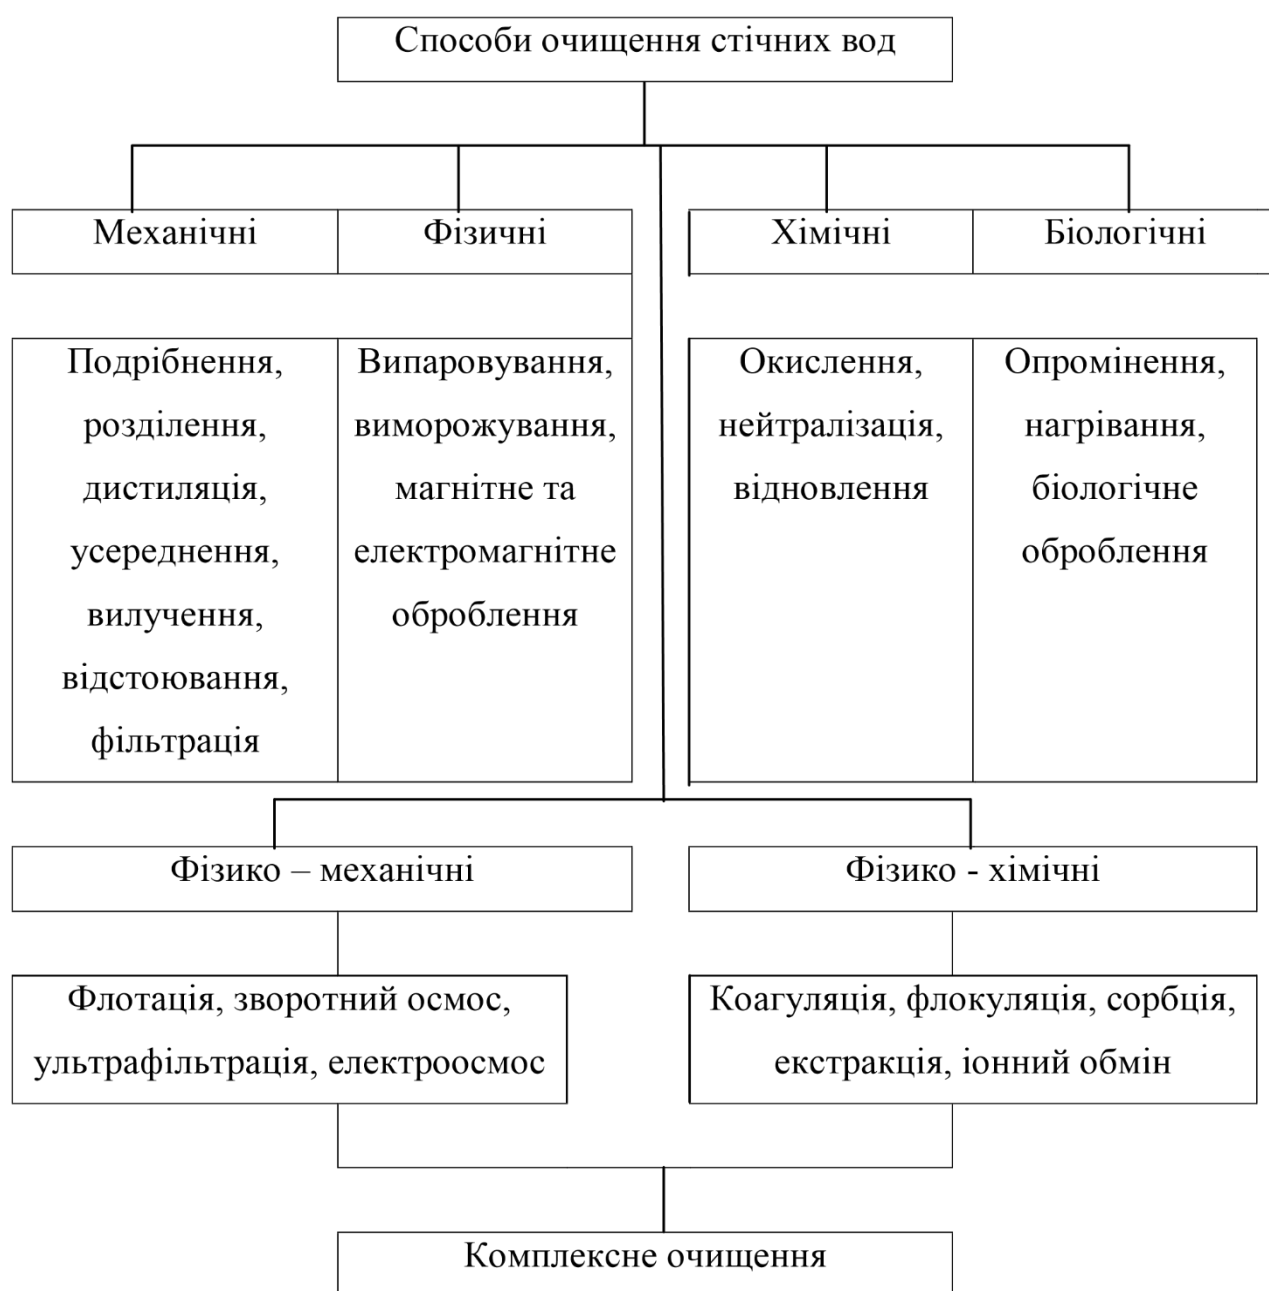 Способи очищення стічних вод
Механічні
Фізичні
Хімічні
Біологічні
Подрібнення,
розділення,
дистиляція,
усереднення,
вилучення,
відстоювання,
фільтрація
Випаровування,
виморожування,
магнітне та
електромагнітне
оброблення
Окислення,
нейтралізація,
відновлення
Опромінення,
нагрівання,
біологічне
оброблення
Фізико – механічні
Фізико - хімічні
Флотація, зворотний осмос,
ультрафільтрація, електроосмос
Коагуляція, флокуляція, сорбція,
екстракція, іонний обмін
Комплексне очищення